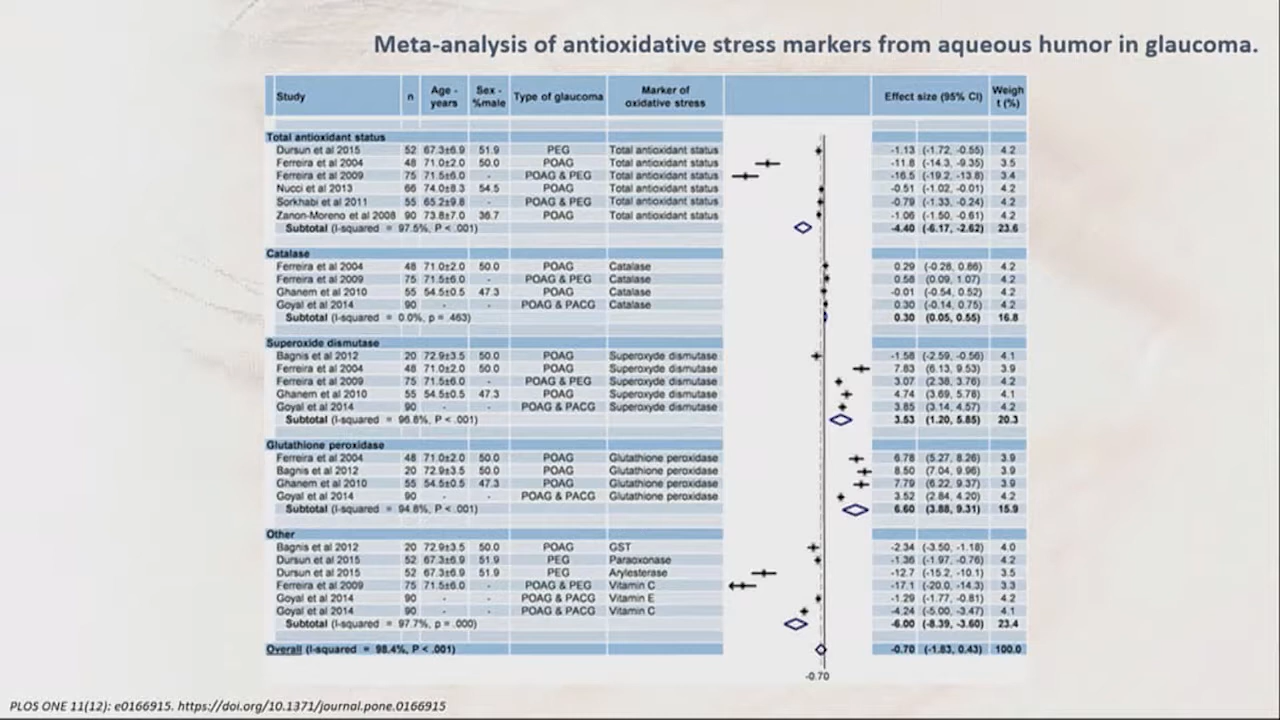 Meta-analysis of antioxidative stress markers from aqueous humor in glaucoma.
Study n Age - years Sex - %male Type of glaucoma Marker of oxidative stress Effect size (95% CI) Weigh t (%)
Total antioxidant status
Dursun et al 2015 52 67.3±6.9 51.9 PEG Total antioxidant status -1.13 (-1.72, -0.55) 4.2
Ferreira et al 2004 48 71.0±2.0 50.0 POAG Total antioxidant status -11.8 (-14.3, -9.35) 3.5
Ferreira et al 2009 75 71.5±6.0 - POAG & PEG Total antioxidant status -16.5 (-19.2, -13.8) 3.4
Nucci et al 2013 66 74.0±8.3 54.5 POAG Total antioxidant status -0.51 (-1.02, -0.01) 4.2
Sorkhabi et al 2011 55 65.2±9.8 - POAG & PEG Total antioxidant status -0.79 (-1.33, -0.24) 4.2
Zanon-Moreno et al 2008 90 73.8±7.0 36.7 POAG Total antioxidant status -1.06 (-1.50, -0.61) 4.2
Subtotal (I-squared = 97.5%, P < .001) -4.40 (-6.17, -2.62) 23.6
Catalase
Ferreira et al 2004 48 71.0±2.0 50.0 POAG Catalase 0.29 (-0.28, 0.86) 4.2
Ferreira et al 2009 75 71.5±6.0 - POAG & PEG Catalase 0.58 (0.09, 1.07) 4.2
Ghanem et al 2010 55 54.5±0.5 47.3 POAG Catalase -0.01 (-0.54, 0.52) 4.2
Goyal et al 2014 90 - - POAG & PACG Catalase 0.30 (-0.14, 0.75) 4.2
Subtotal (I-squared = 0.0%, p = .463) 0.30 (0.05, 0.55) 16.8
Superoxide dismutase
Bagnis et al 2012 20 72.9±3.5 50.0 POAG Superoxyde dismutase -1.58 (-2.59, -0.56) 4.1
Ferreira et al 2004 48 71.0±2.0 50.0 POAG Superoxyde dismutase 7.83 (6.13, 9.53) 3.9
Ferreira et al 2009 75 71.5±6.0 - POAG & PEG Superoxyde dismutase 3.07 (2.38, 3.76) 4.2
Ghanem et al 2010 55 54.5±0.5 47.3 POAG Superoxyde dismutase 4.74 (3.69, 5.78) 4.1
Goyal et al 2014 90 - - POAG & PACG Superoxyde dismutase 3.85 (3.14, 4.57) 4.2
Subtotal (I-squared = 96.8%, P < .001) 3.53 (1.20, 5.85) 20.3
Glutathione peroxidase
Ferreira et al 2004 48 71.0±2.0 50.0 POAG Glutathione peroxidase 6.78 (5.27, 8.26) 3.9
Bagnis et al 2012 20 72.9±3.5 50.0 POAG Glutathione peroxidase 8.50 (7.04, 9.96) 3.9
Ghanem et al 2010 55 54.5±0.5 47.3 POAG Glutathione peroxidase 7.79 (6.22, 9.37) 3.9
Goyal et al 2014 90 - - POAG & PACG Glutathione peroxidase 3.52 (2.84, 4.20) 4.2
Subtotal (I-squared = 94.8%, P < .001) 6.60 (3.88, 9.31) 15.9
Other
Bagnis et al 2012 20 72.9±3.5 50.0 POAG GST -2.34 (-3.50, -1.18) 4.0
Dursun et al 2015 52 67.3±6.9 51.9 PEG Paraoxonase -1.36 (-1.97, -0.76) 4.2
Dursun et al 2015 52 67.3±6.9 51.9 PEG Arylesterase -12.7 (-15.2, -10.1) 3.5
Ferreira et al 2009 75 71.5±6.0 - POAG & PEG Vitamin C -17.1 (-20.0, -14.3) 3.3
Goyal et al 2014 90 - - POAG & PACG Vitamin E -1.29 (-1.77, -0.81) 4.2
Goyal et al 2014 90 - - POAG & PACG Vitamin C -4.24 (-5.00, -3.47) 4.1
Subtotal (I-squared = 97.7%, p = .000) -6.00 (-8.39, -3.60) 23.4
Overall (I-squared = 98.4%, P < .001) -0.70 (-1.83, 0.43) 100.0
-0.70
PLOS ONE 11(12): e0166915. https://doi.org/10.1371/journal.pone.0166915